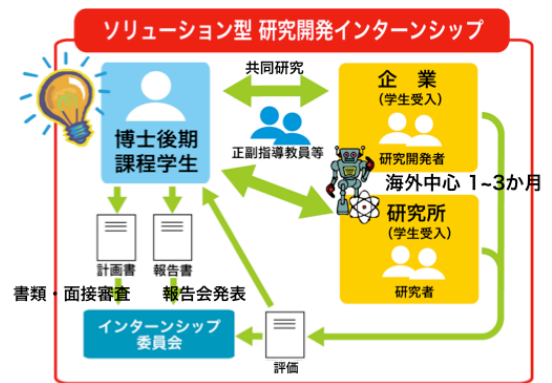 ソリューション型 研究開発インターンシップ
共同研究
博士後期
課程学生
正副指導教員等
企業
(学生受入)
研究開発者
海外中心 1~3か月
研究所
(学生受入)
研究者
計画書
報告書
書類・面接審査
報告会発表
インターンシップ
委員会
評価